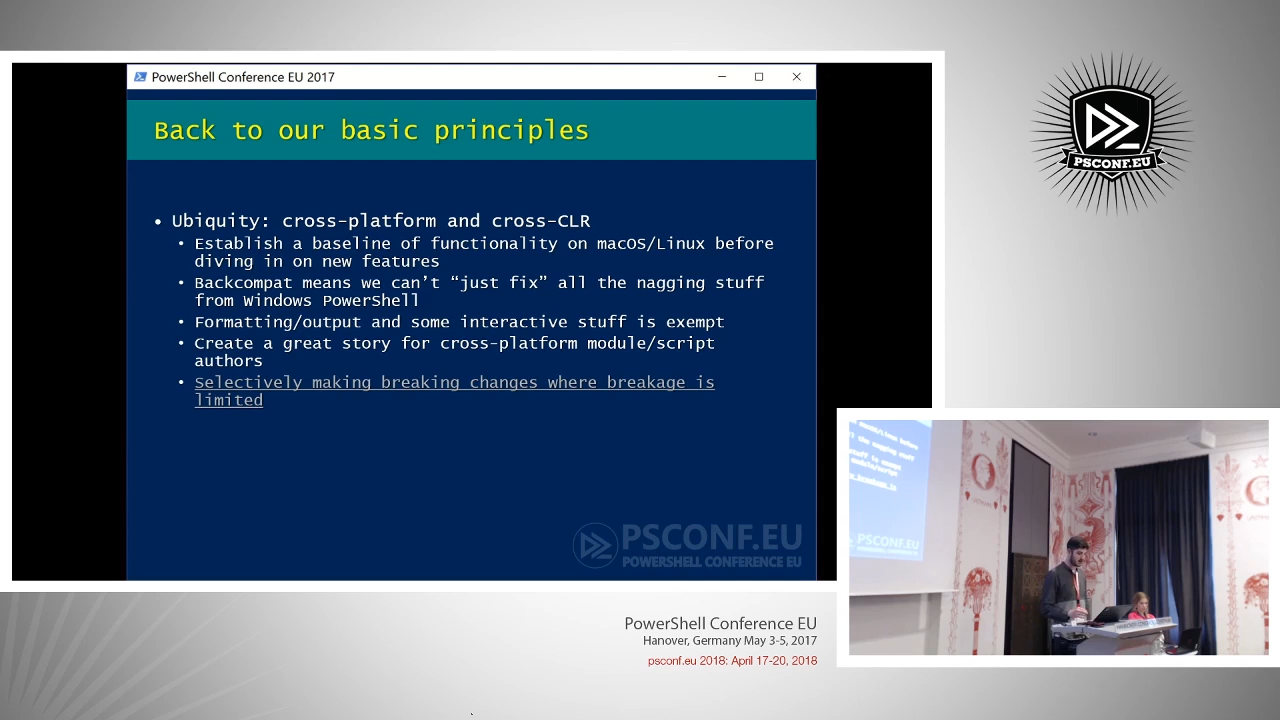 PowerShell Conference EU 2017
Back to our basic principles
• Ubiquity: cross-platform and cross-CLR
• Establish a baseline of functionality on macOS/Linux before
diving in on new features
• Backcompat means we can’t “just fix” all the nagging stuff
from Windows PowerShell
• Formatting/output and some interactive stuff is exempt
• Create a great story for cross-platform module/script
authors
• Selectively making breaking changes where breakage is
limited
PSCONF.EU
POWERSHELL CONFERENCE EU
PSCONF.EU
PowerShell Conference EU
Hanover, Germany May 3-5, 2017
psconf.eu 2018: April 17-20, 2018
PSCONF.EU